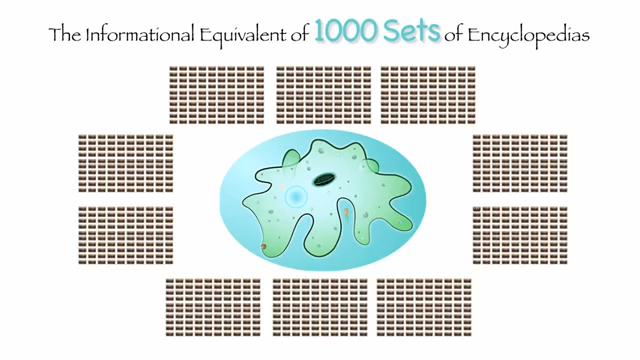 The Informational Equivalent of 1000 Sets of Encyclopedias